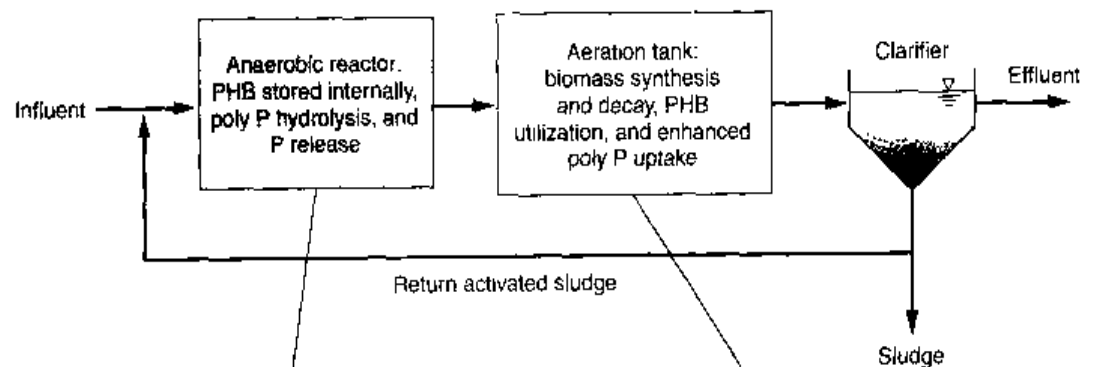 Influent
Anaerobic reactor.
PHB stored internally,
poly P hydrolysis, and
P release
Aeration tank:
biomass synthesis
and decay, PHB
utilization, and enhanced
poly P uptake
Clarifier
Effluent
Return activated sludge
Sludge